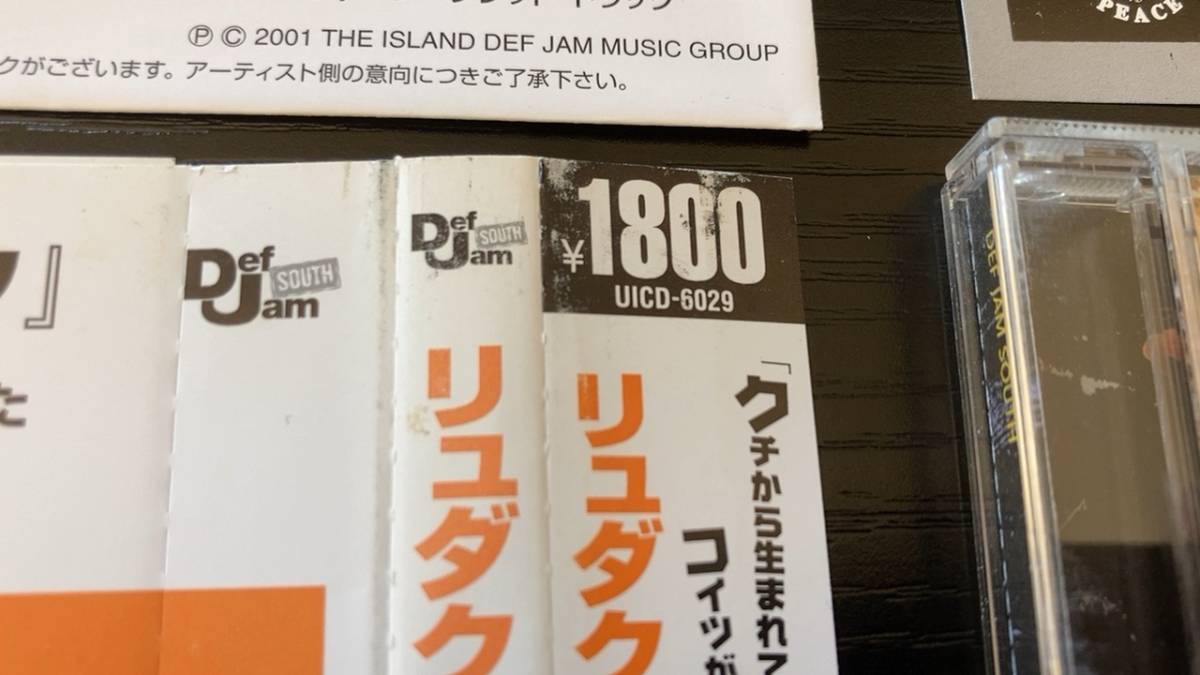 Ⓟ Ⓒ 2001 THE ISLAND DEF JAM MUSIC GROUP
クがございます。アーティスト側の意向につきご了承下さい。
PEACE
』
た
Def Jam SOUTH
Def Jam SOUTH
リュダク
¥1800
UICD-6029
リュダク
「クチから生まれて
コイツが
DEF JAM SOUTH